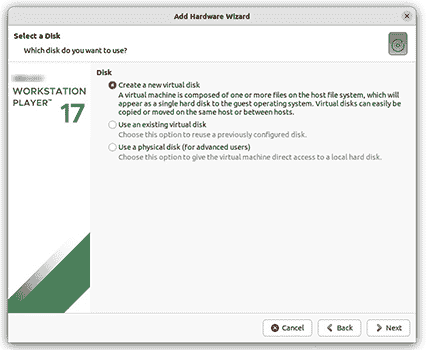 Add Hardware Wizard
Select a Disk
Which disk do you want to use?
WORKSTATION
PLAYER™ 17
Disk
Create a new virtual disk
A virtual machine is composed of one or more files on the host file system, which will
appear as a single hard disk to the guest operating system. Virtual disks can easily be
copied or moved on the same host or between hosts.
Use an existing virtual disk
Choose this option to reuse a previously configured disk.
Use a physical disk (for advanced users)
Choose this option to give the virtual machine direct access to a local hard disk.
Cancel
Back
Next